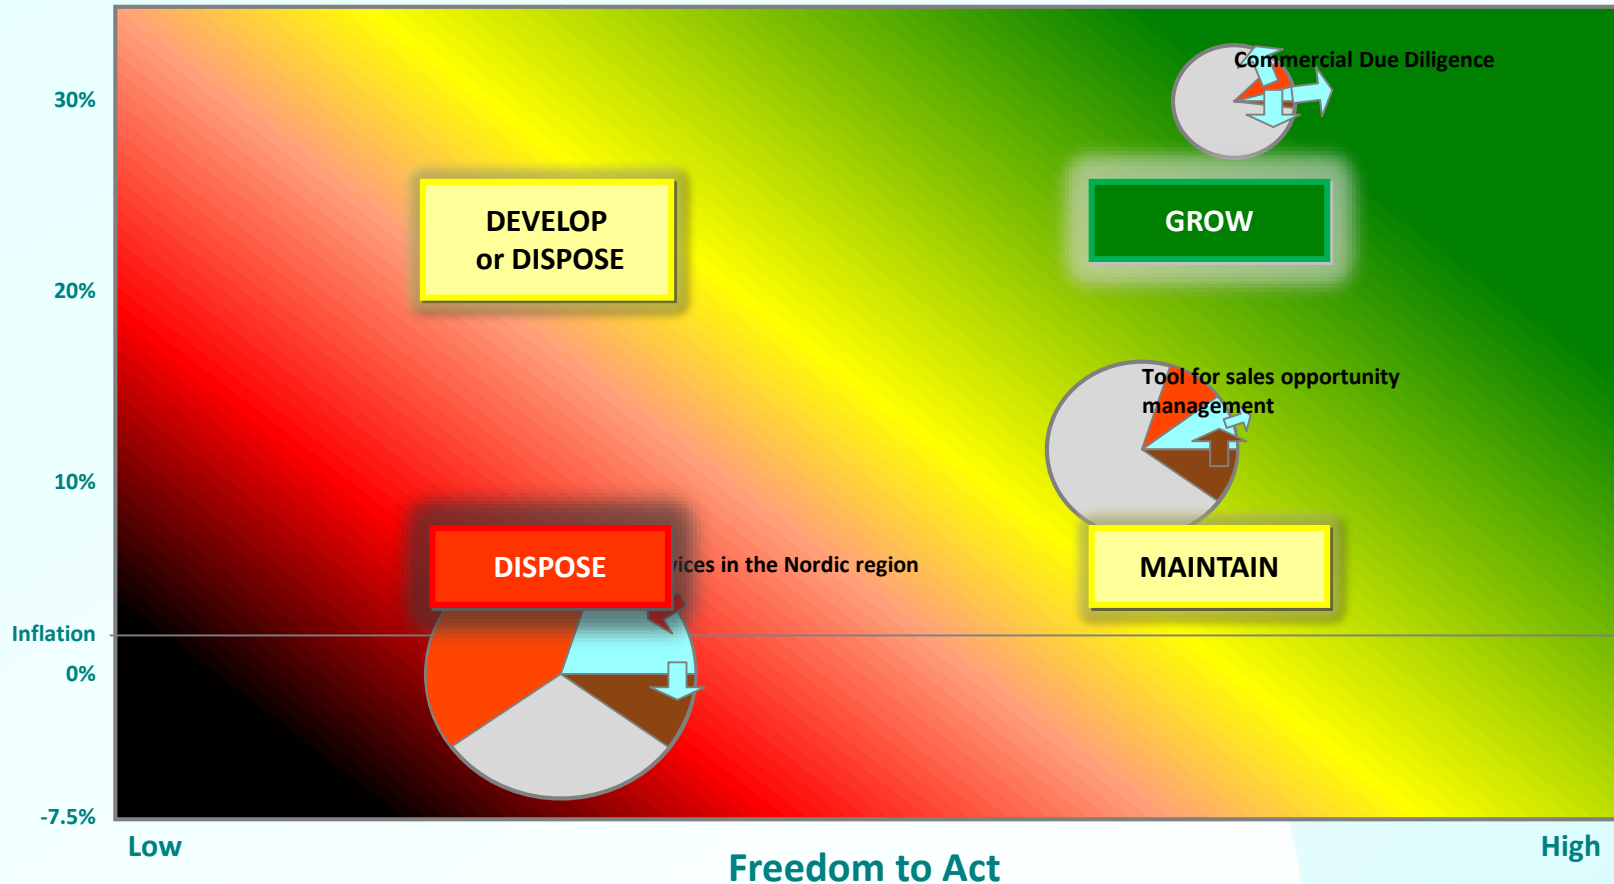 Commercial Due Diligence
30%
DEVELOP
or DISPOSE
GROW
20%
Tool for sales opportunity
management
10%
DISPOSE
in the Nordic region
MAINTAIN
Inflation
0%
-7.5%
Low
High
Freedom to Act